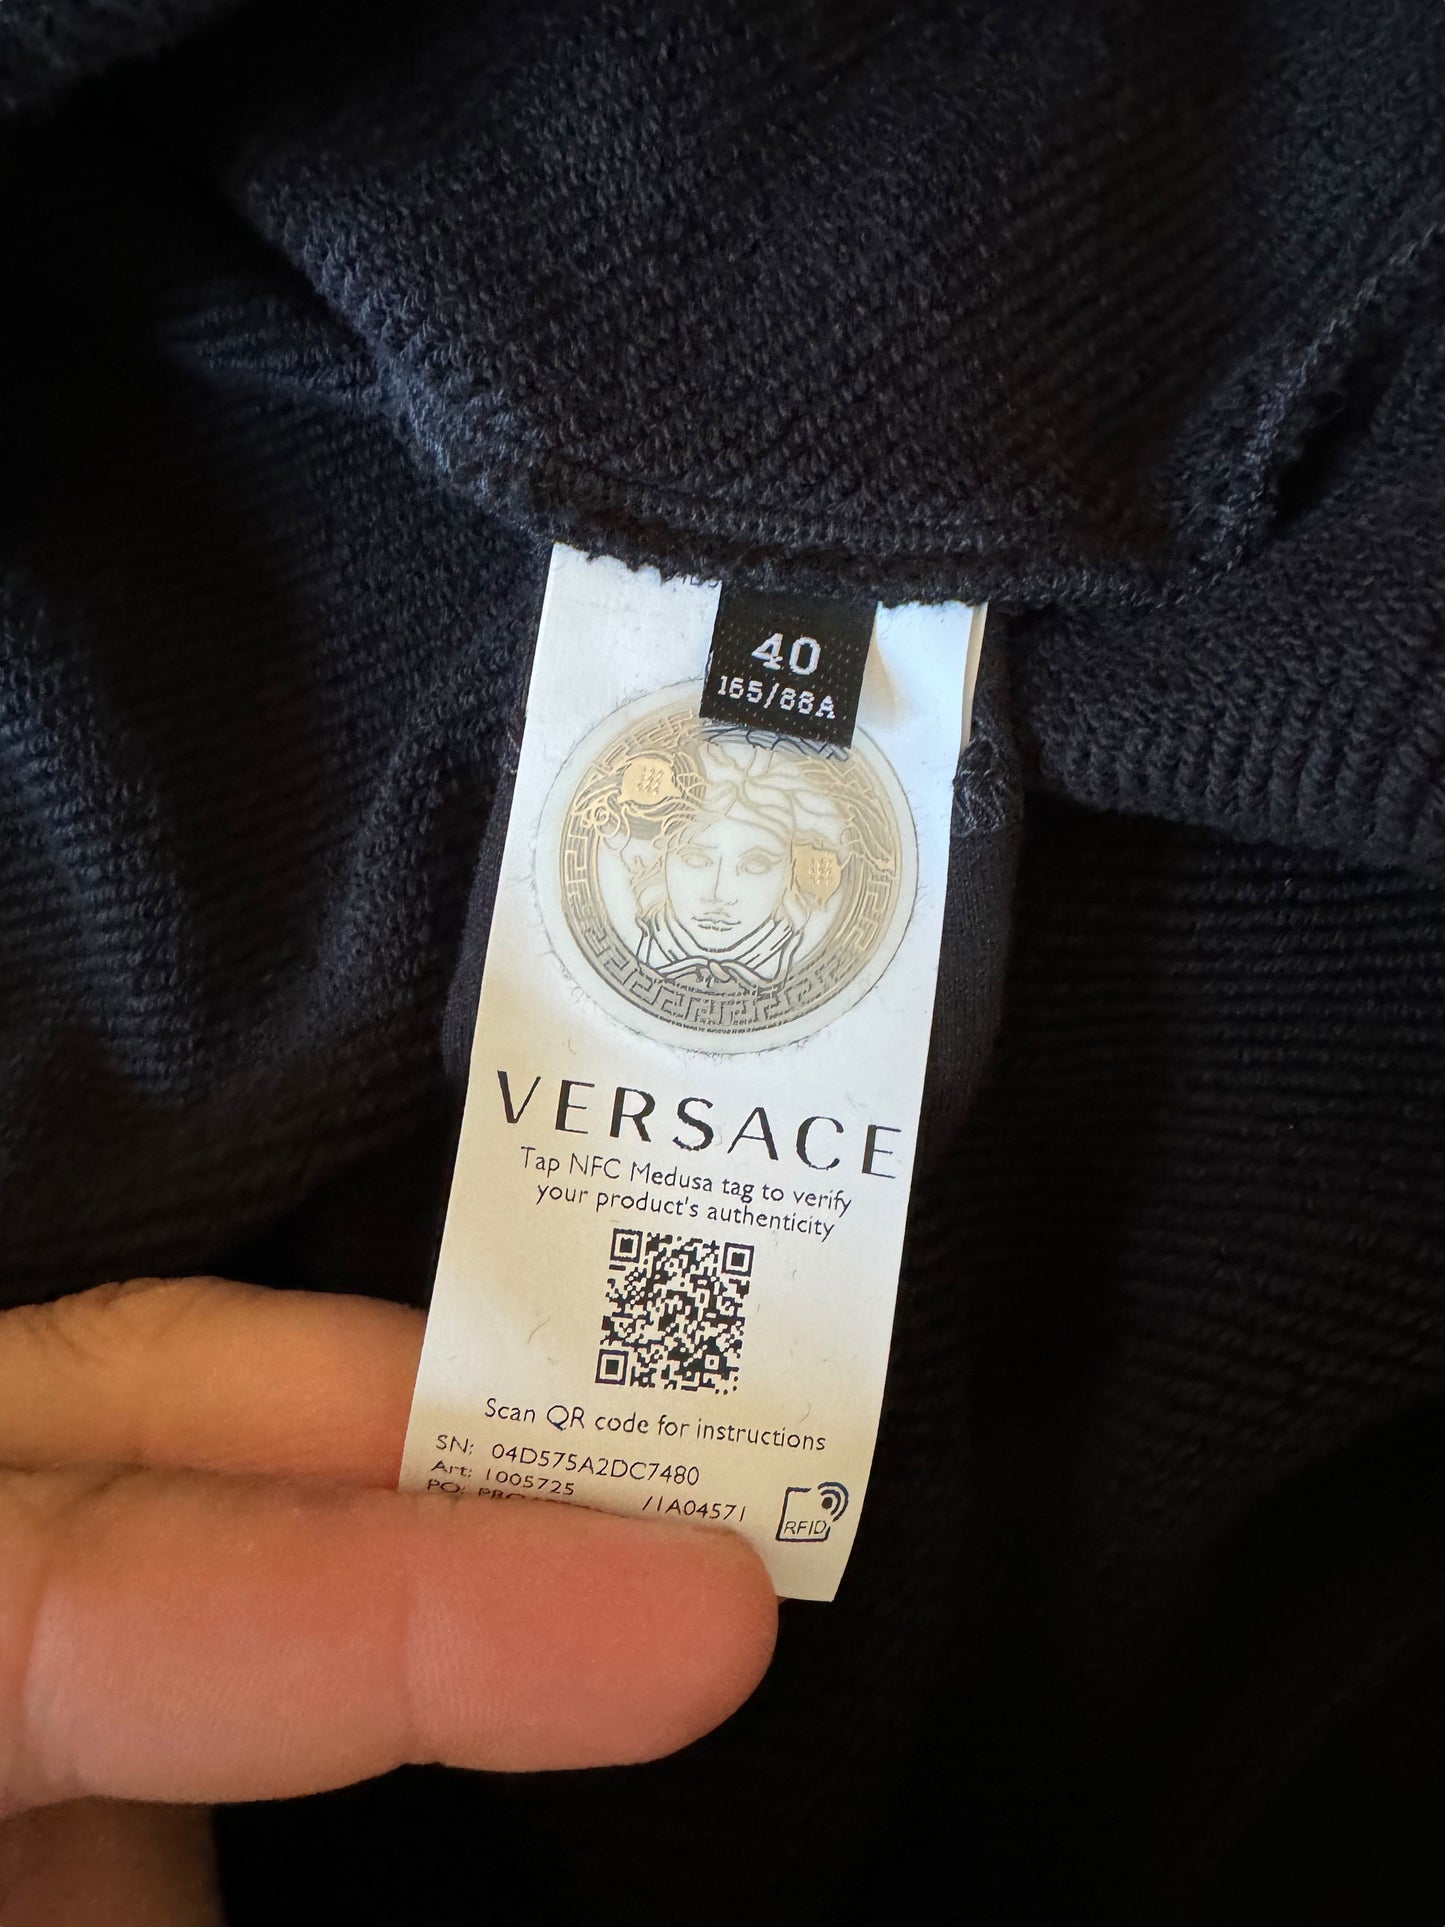 40
165/88A
VERSACE
Tap NFC Medusa tag to verify
your product's authenticity
Scan QR code for instructions
SN: 04D575A2DC7480
Art: 1005725
PO: /1A04571
RFID